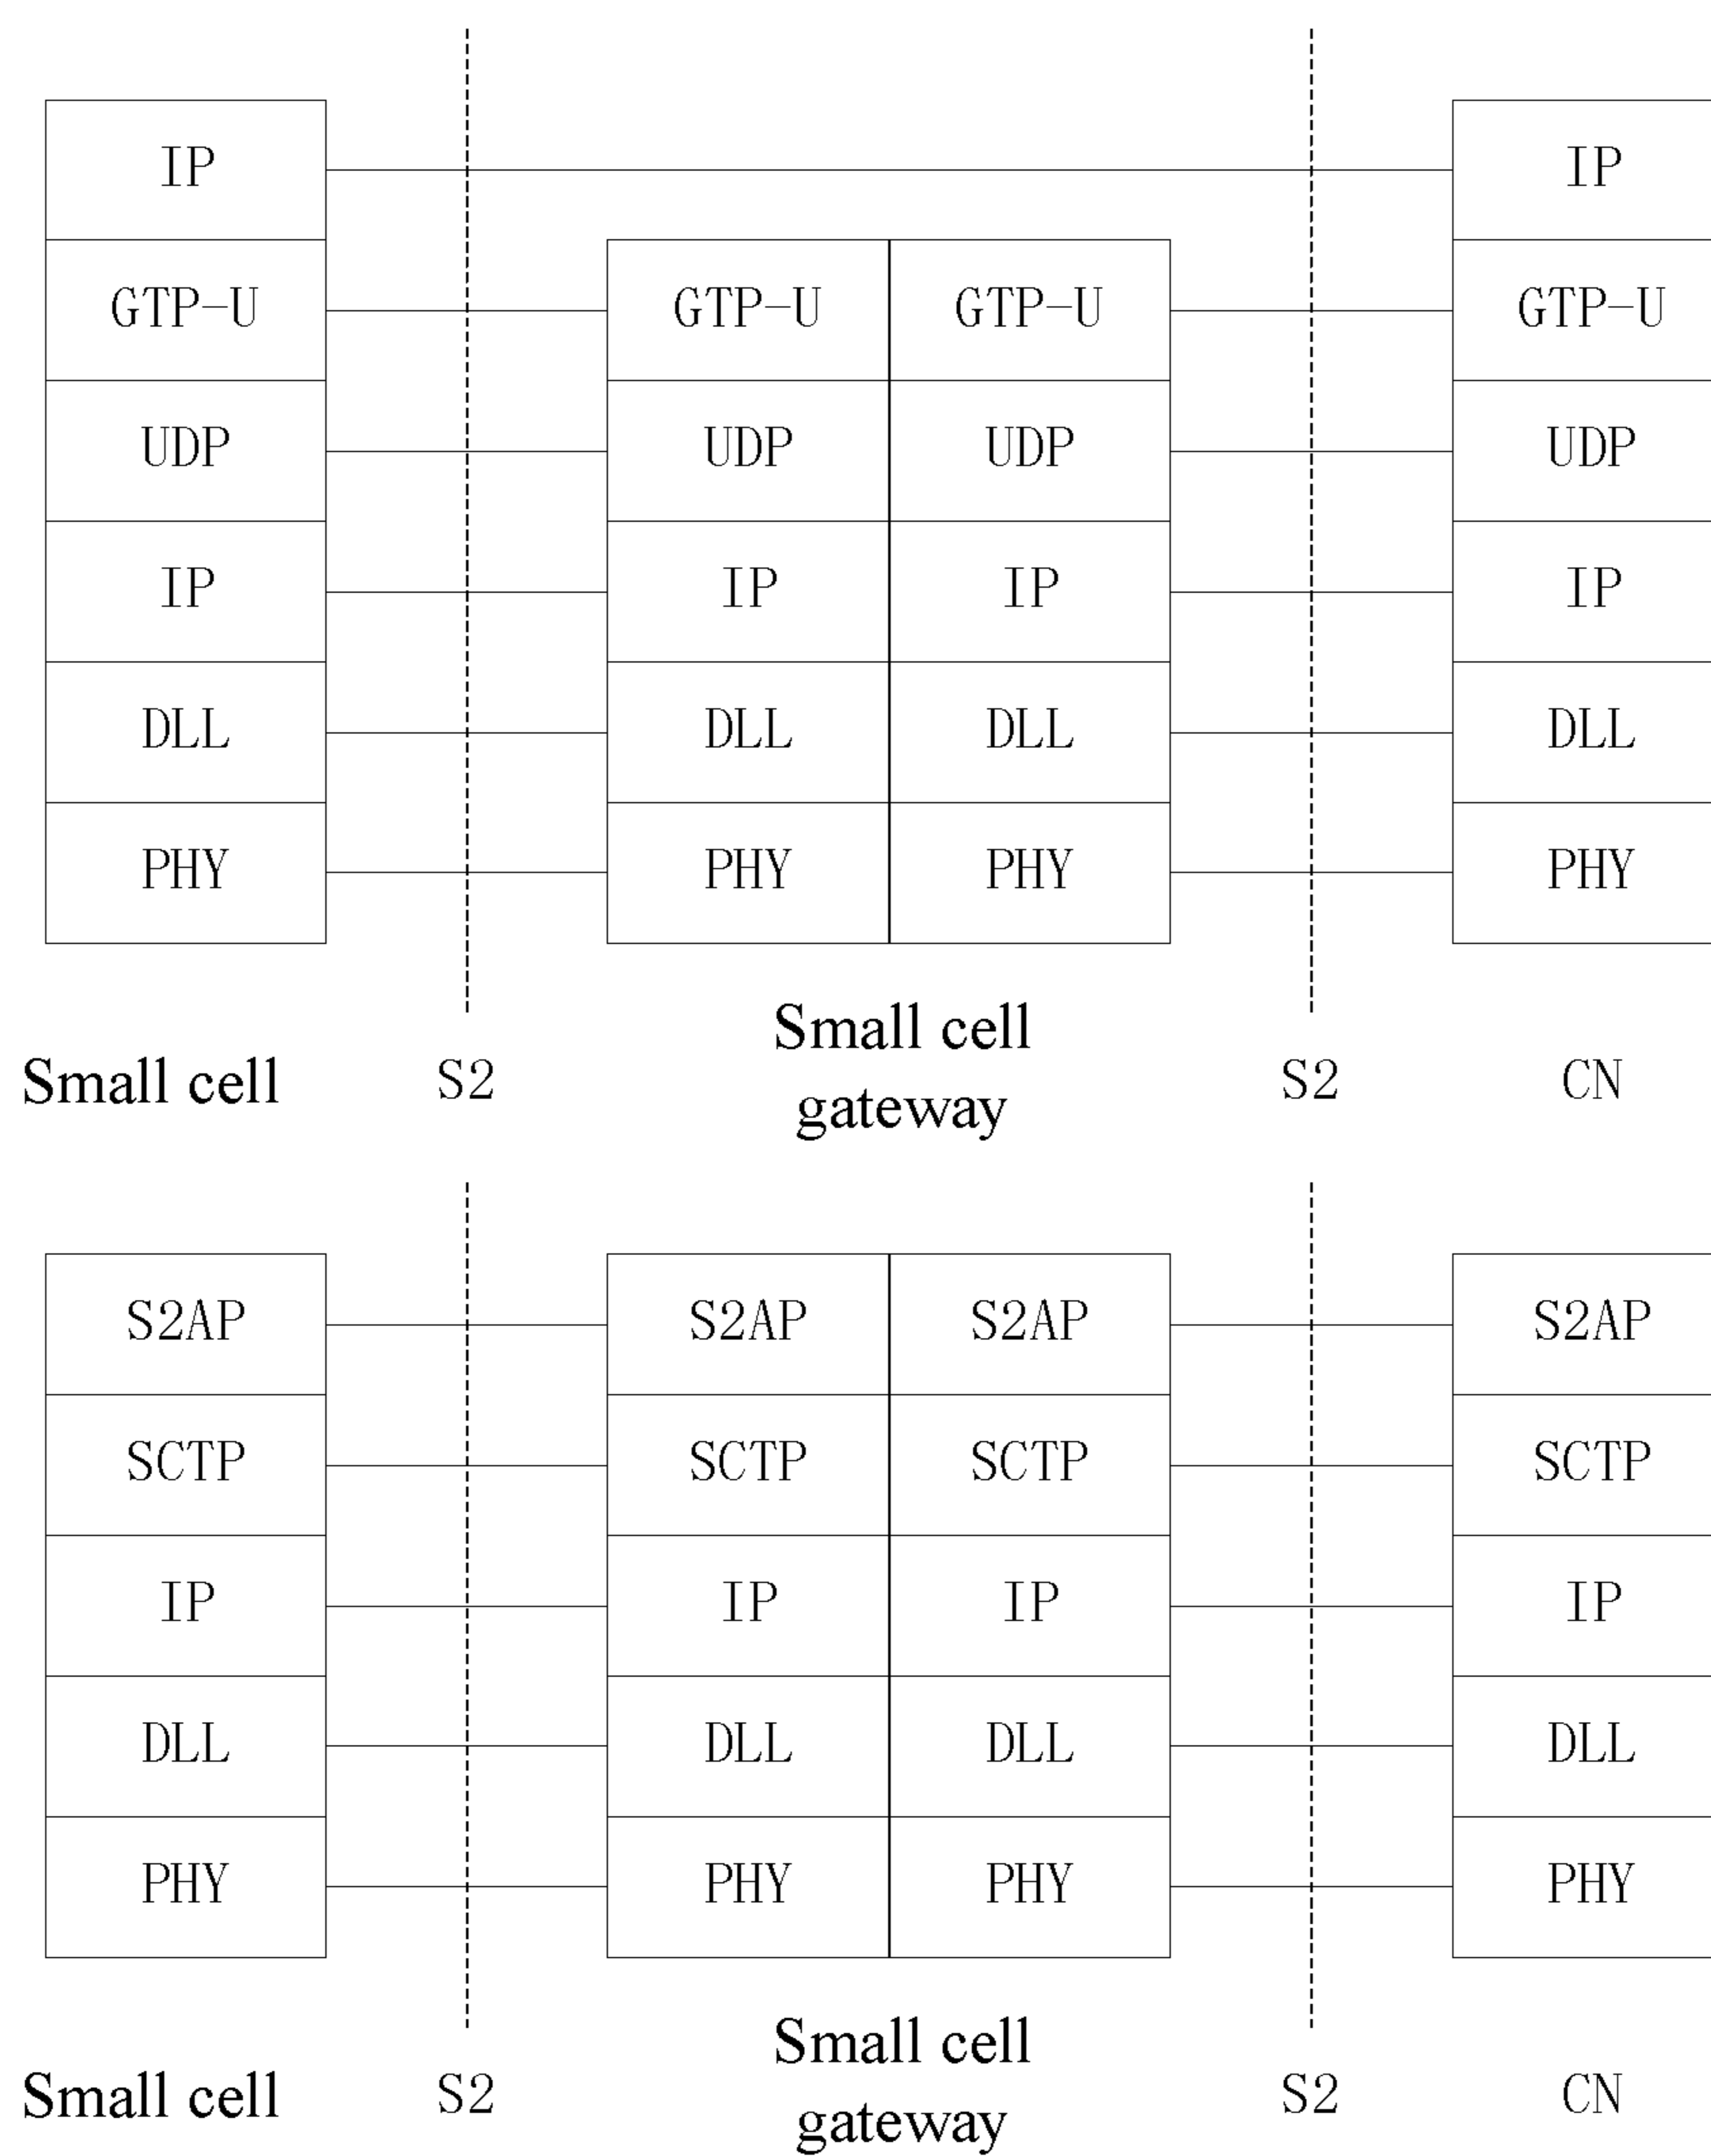 IP IP
GTP-U GTP-U GTP-U GTP-U
UDP UDP UDP UDP
IP IP IP IP
DLL DLL DLL DLL
PHY PHY PHY PHY
Small cell S2 Small cell gateway S2 CN
S2AP S2AP S2AP S2AP
SCTP SCTP SCTP SCTP
IP IP IP IP
DLL DLL DLL DLL
PHY PHY PHY PHY
Small cell S2 Small cell gateway S2 CN